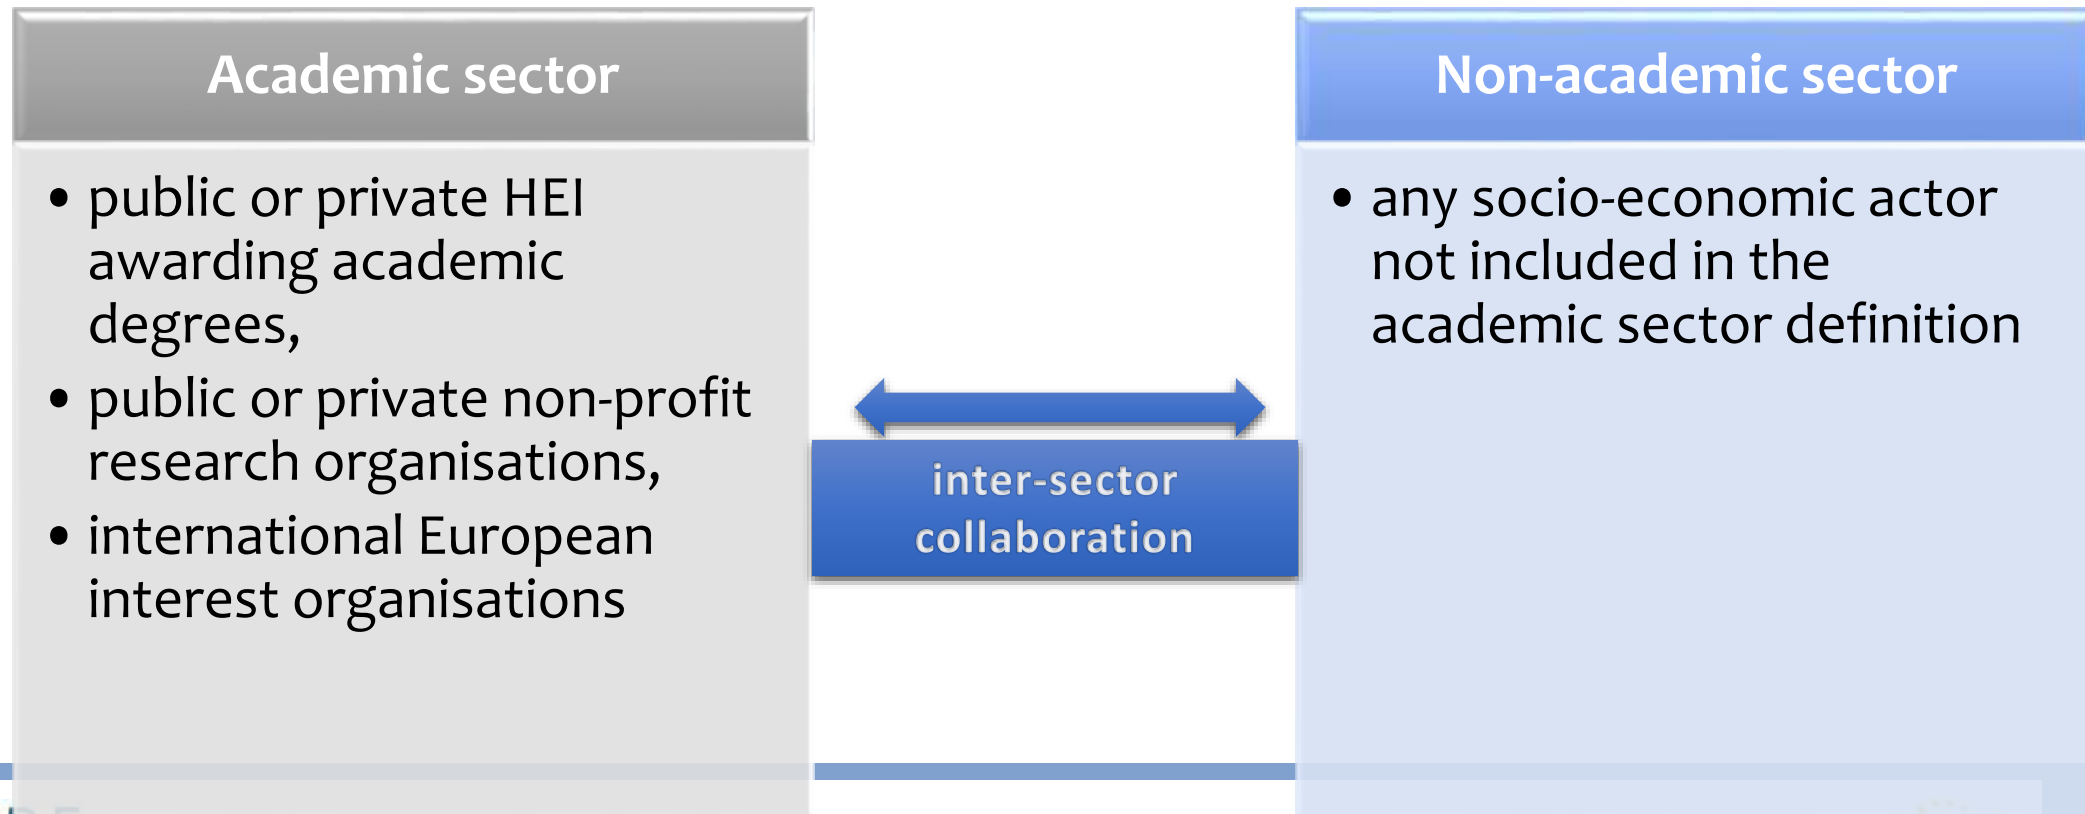 Academic sector
• public or private HEI
awarding academic
degrees,
• public or private non-profit
research organisations,
• international European
interest organisations
inter-sector
collaboration
Non-academic sector
• any socio-economic actor
not included in the
academic sector definition